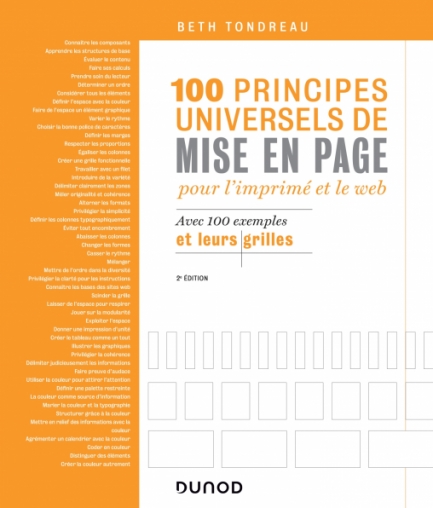 BETH TONDREAU
Connaître les composants
Apprendre les structures de base
Évaluer le contenu
Faire ses calculs
Prendre soin du lecteur
Déterminer un ordre
Considérer tous les éléments
Définir l'espace avec la couleur
Faire de l'espace un élément graphique
Varier le rythme
Choisir la bonne police de caractères
Définir les marges
Respecter les proportions
Égaliser les colonnes
Créer une grille fonctionnelle
Travailler avec un filet
Introduire de la variété
Délimiter clairement les zones
Mêler originalité et cohérence
Alterner les formats
Privilégier la simplicité
Définir les colonnes typographiquement
Éviter tout encombrement
Abaisser les colonnes
Changer les formes
Casser le rythme
Mélanger
Mettre de l'ordre dans la diversité
Privilégier la clarté pour les instructions
Connaître les bases des sites web
Scinder la grille
Laisser de l'espace pour respirer
Jouer sur la modularité
Exploiter l'espace
Donner une impression d'unité
Créer le tableau comme un tout
Illustrer les graphiques
Privilégier la cohérence
Délimiter judicieusement les informations
Faire preuve d'audace
Utiliser la couleur pour attirer l'attention
Définir une palette restreinte
La couleur comme source d'information
Marier la couleur et la typographie
Structurer grâce à la couleur
Mettre en relief des informations avec la
couleur
Agrémenter un calendrier avec la couleur
Coder en couleur
Distinguer des éléments
Créer la couleur autrement
100 PRINCIPES
UNIVERSELS DE
MISE EN PAGE
pour l'imprimé et le web
Avec 100 exemples
et leurs grilles
2e ÉDITION
DUNOD